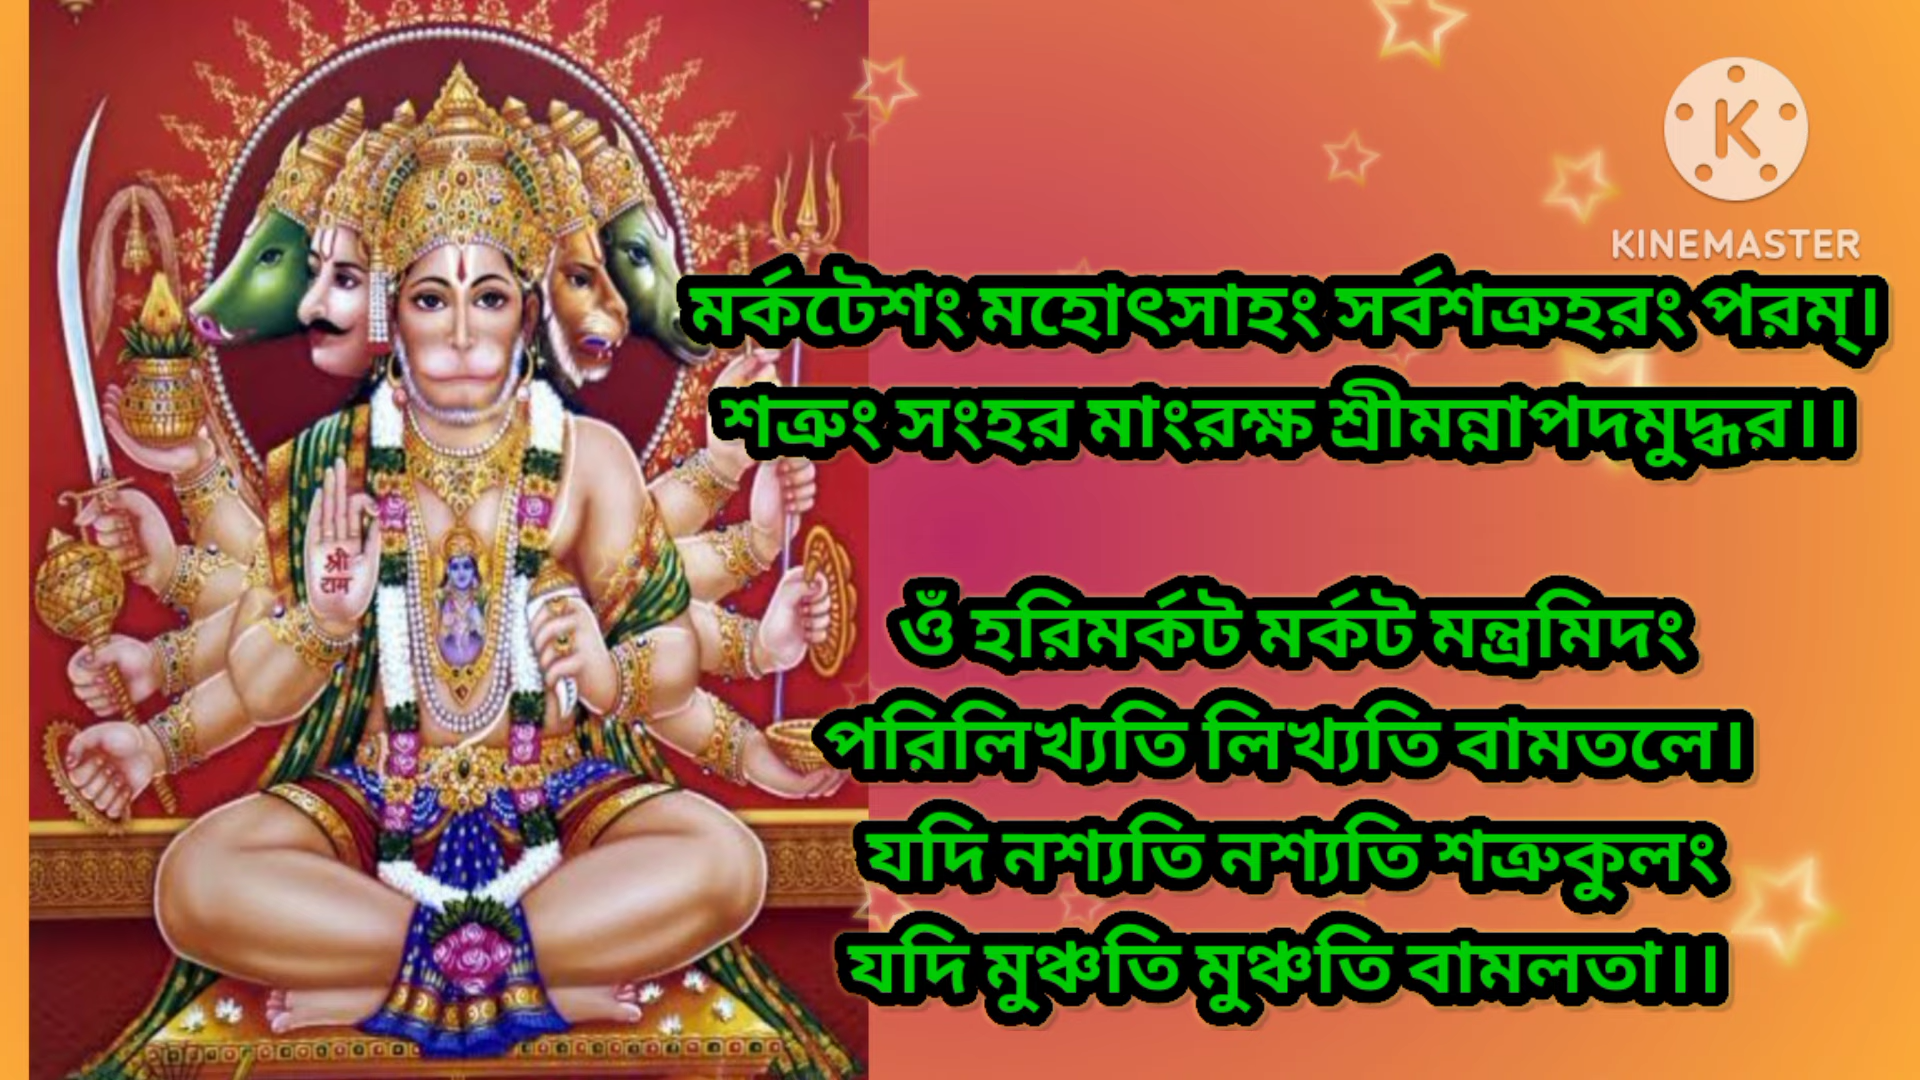 श्री
राम
KINEMASTER
মর্কটেশং মহোৎসাহং সর্বশত্রুহরং পরম্।
শত্রুং সংহর মাংরক্ষ শ্রীমন্নাপদমুদ্ধর।।
ওঁ হরিমর্কট মর্কট মন্ত্রমিদং
পরিলিখ্যতি লিখ্যতি বামতলে।
যদি নশ্যতি নশ্যতি শত্রুকুলং
যদি মুঞ্চতি মুঞ্চতি বামলতা।।